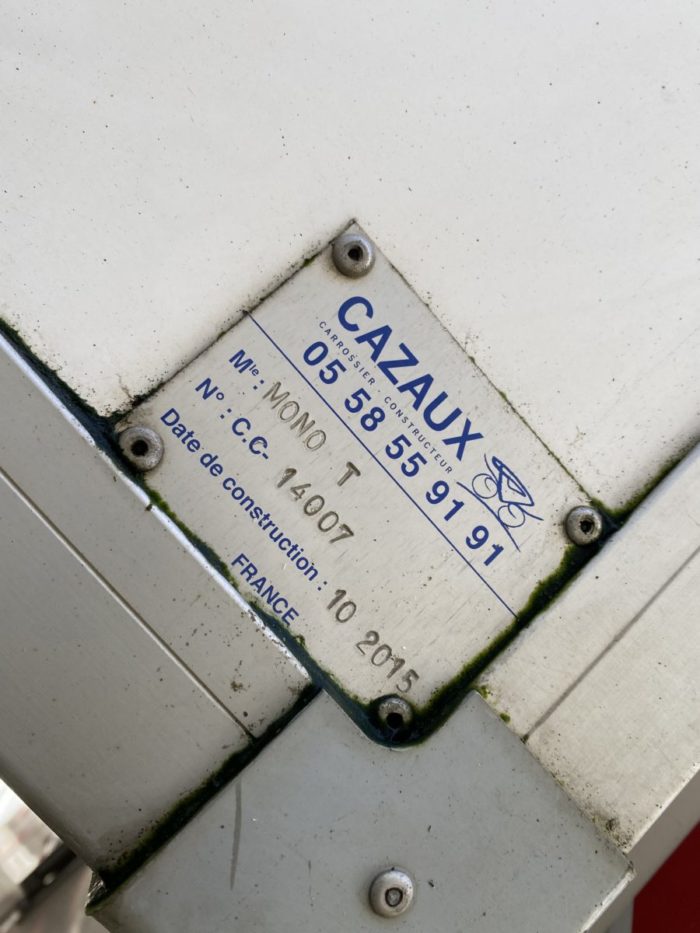 CAZAUX
CARROSSIER CONSTRUCTEUR
05 58 55 91 91
Mle : MONO T
N° : C.C- 14007
Date de construction : 10 2015
FRANCE